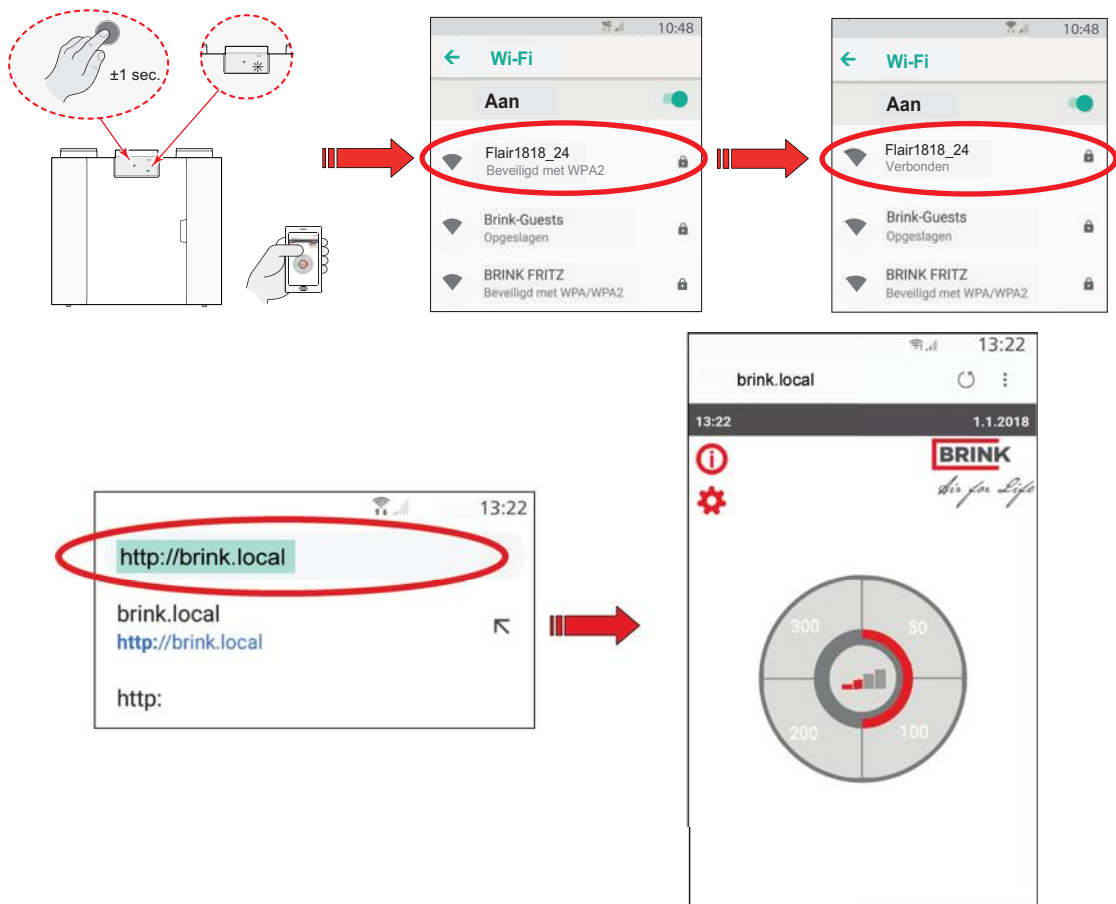 ±1 sec.
10:48
Wi-Fi
Aan
Flair1818_24
Beveiligd met WPA2
Brink-Guests
Opgeslagen
BRINK FRITZ
Beveiligd met WPA/WPA2
10:48
Wi-Fi
Aan
Flair1818_24
Verbonden
Brink-Guests
Opgeslagen
BRINK FRITZ
Beveiligd met WPA/WPA2
13:22
http://brink.local
brink.local
http://brink.local
http:
13:22
brink.local
13:22 1.1.2018
BRINK
Air for Life
300 50
200 100